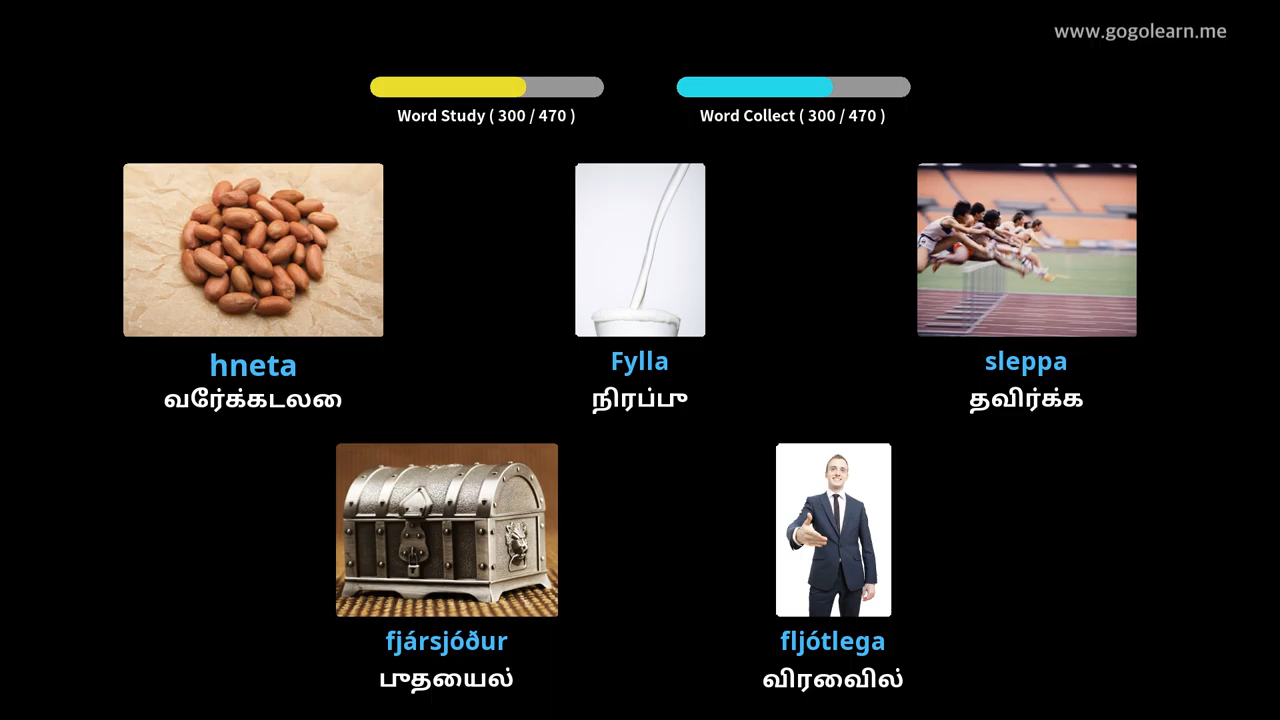 www.gogolearn.me
Word Study ( 300 / 470 )
Word Collect ( 300 / 470 )
hneta
வேர்க்கடலை
Fylla
நிரப்பு
sleppa
தவிர்க்க
fjársjóður
புதையல்
fljótlega
விரைவில்